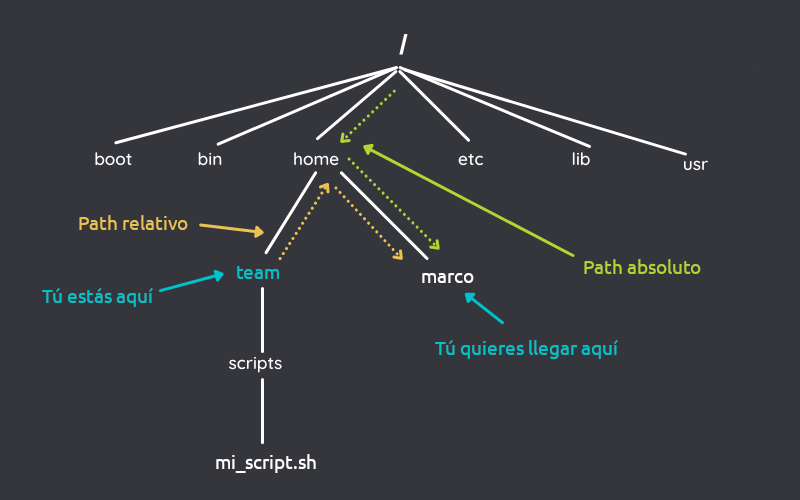 /
boot
bin
home
etc
lib
usr
Path relativo
team
marco
Path absoluto
Tú estás aquí
Tú quieres llegar aquí
scripts
mi_script.sh